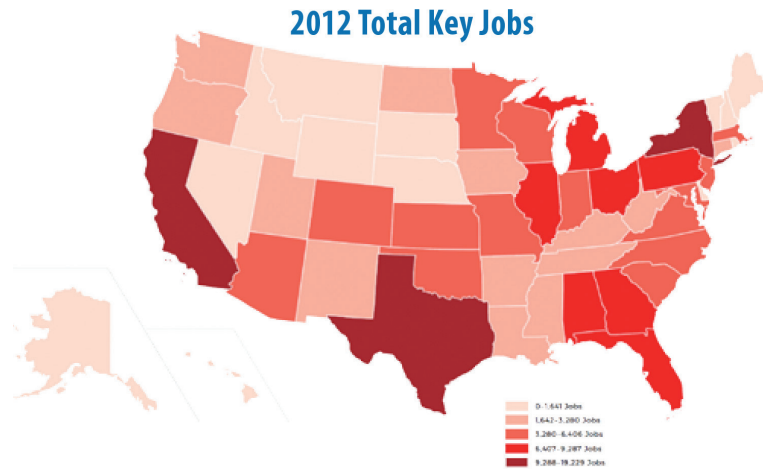 2012 Total Key Jobs
0-1,641 Jobs
1,642-3,280 Jobs
3,280-6,406 Jobs
6,407-9,287 Jobs
9,288-19,229 Jobs